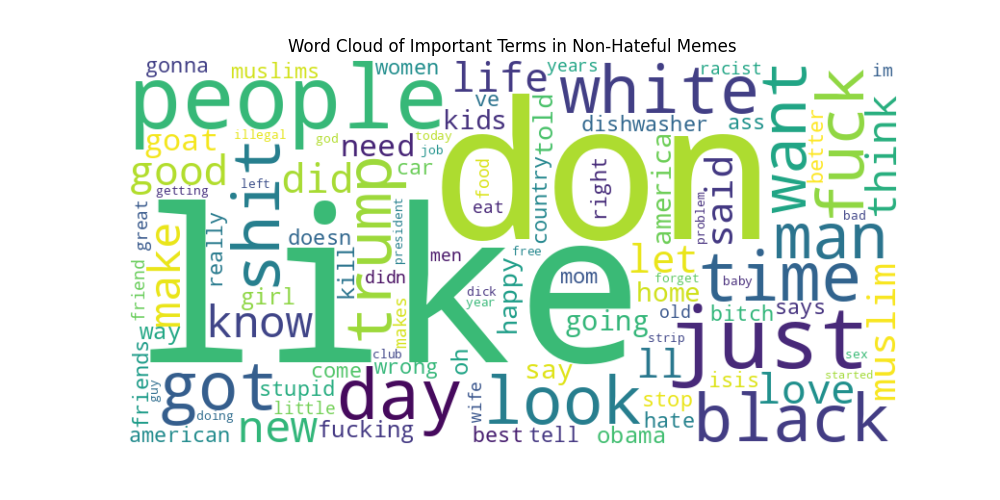 Word Cloud of Important Terms in Non-Hateful Memes
gonna
muslims
women
life
years
white
racist
im
people
ve
kids
told
dishwasher
ass
want
better
fuck
think
goat
illegal
god
need
today
job
don
good
shit
did
car
food
country
right
america
said
getting
left
eat
problem
bad
great
really
make
trump
president
doesn
kill
didn
men
free
mom
let
time
man
friend
girl
like
dick
year
happy
home
forget
baby
muslim
way
know
makes
going
old
bitch
says
just
strip
friends
guy
got
club
wrong
oh
come
say
ll
isis
love
sex
started
stupid
day
little
doing
wife
look
stop
hate
black
american
new
fucking
best
tell
obama